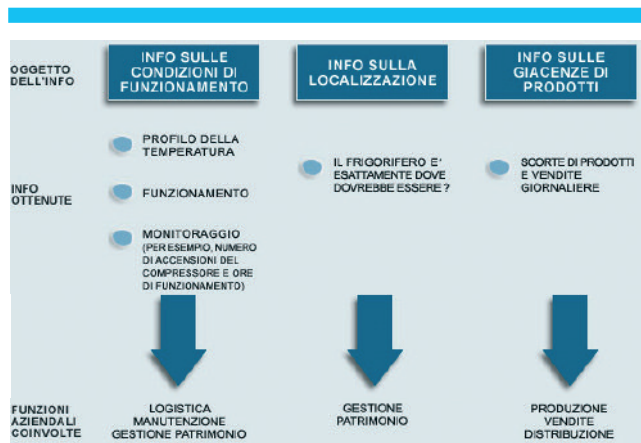 OGGETTO
DELL'INFO
INFO SULLE
CONDIZIONI DI
FUNZIONAMENTO
INFO SULLA
LOCALIZZAZIONE
INFO SULLE
GIACENZE DI
PRODOTTI
INFO
OTTENUTE
PROFILO DELLA
TEMPERATURA
FUNZIONAMENTO
MONITORAGGIO
(PER ESEMPIO, NUMERO
DI ACCENSIONI DEL
COMPRESSORE E ORE
DI FUNZIONAMENTO)
IL FRIGORIFERO E'
ESATTAMENTE DOVE
DOVREBBE ESSERE ?
SCORTE DI PRODOTTI
E VENDITE
GIORNALIERE
FUNZIONI
AZIENDALI
COINVOLTE
LOGISTICA
MANUTENZIONE
GESTIONE PATRIMONIO
GESTIONE
PATRIMONIO
PRODUZIONE
VENDITE
DISTRIBUZIONE